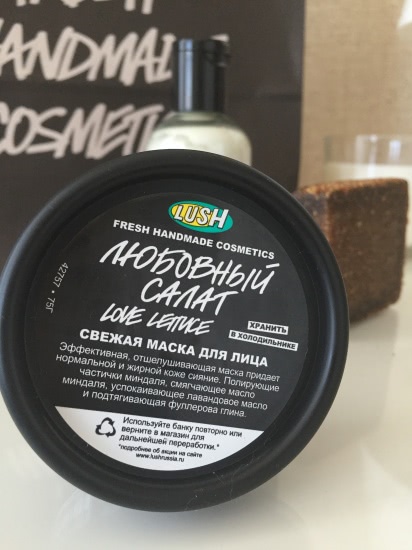 HANDMADE
COSMETI
LUSH
FRESH HANDMADE COSMETICS
ЛЮБОВНЫЙ
САЛАТ
LOVE LETTUCE
ХРАНИТЬ
В ХОЛОДИЛЬНИКЕ
СВЕЖАЯ МАСКА ДЛЯ ЛИЦА
Эффективная, отшелушивающая маска придает
нормальной и жирной коже сияние. Полирующие
частички миндаля, смягчающее масло
миндаля, успокаивающее лавандовое масло
и подтягивающая фуллерова глина.
Используйте банку повторно или
верните в магазин для
дальнейшей переработки.*
*подробнее об акции на сайте
www.lushrussia.ru
42757 • 75Г